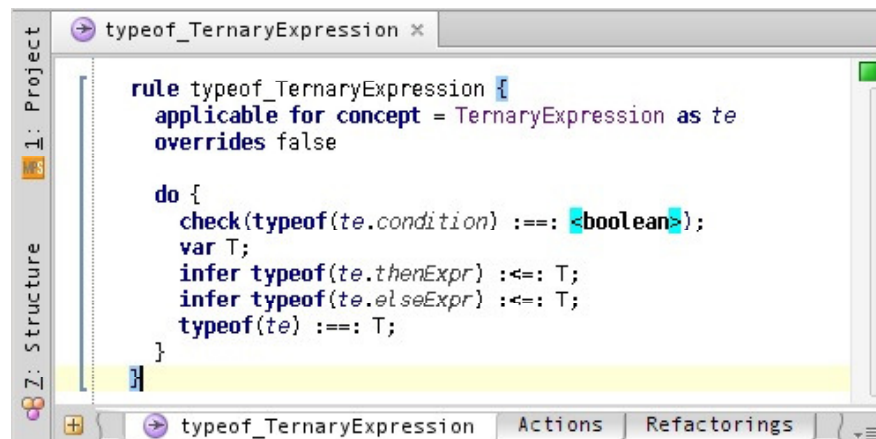 typeof_TernaryExpression ×
1: Project
MPS
Z: Structure
rule typeof_TernaryExpression {
applicable for concept = TernaryExpression as te
overrides false
do {
check(typeof(te.condition) :==: <boolean>);
var T;
infer typeof(te.thenExpr) :<=: T;
infer typeof(te.elseExpr) :<=: T;
typeof(te) :==: T;
}
}
typeof_TernaryExpression Actions Refactorings